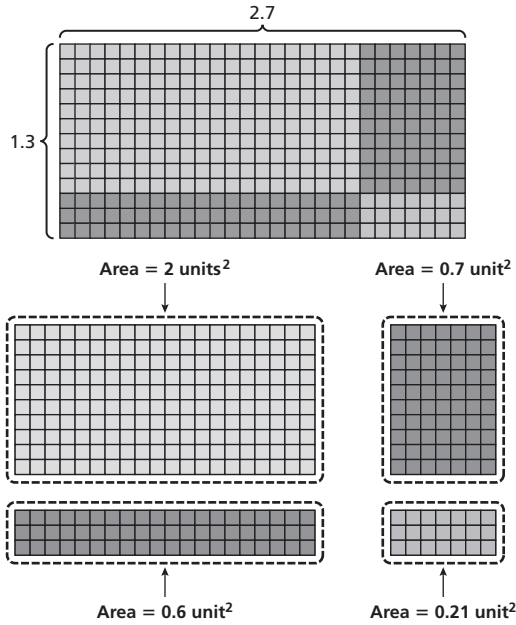 2.7
1.3
Area = 2 units²
Area = 0.7 unit²
Area = 0.6 unit²
Area = 0.21 unit²